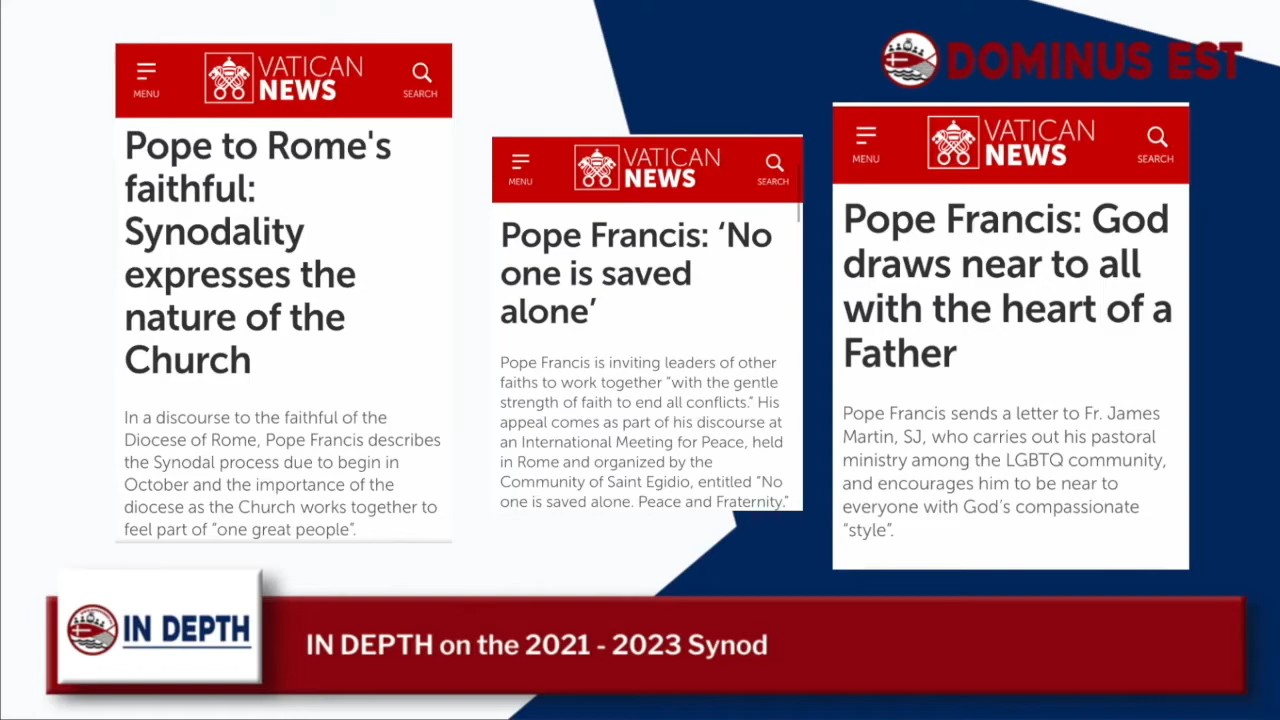 DOMINUS EST
MENU
VATICAN
NEWS
SEARCH
Pope to Rome's
faithful:
Synodality
expresses the
nature of the
Church
In a discourse to the faithful of the
Diocese of Rome, Pope Francis describes
the Synodal process due to begin in
October and the importance of the
diocese as the Church works together to
feel part of “one great people”.
MENU
VATICAN
NEWS
SEARCH
Pope Francis: ‘No
one is saved
alone’
Pope Francis is inviting leaders of other
faiths to work together "with the gentle
strength of faith to end all conflicts." His
appeal comes as part of his discourse at
an International Meeting for Peace, held
in Rome and organized by the
Community of Saint Egidio, entitled "No
one is saved alone. Peace and Fraternity."
MENU
VATICAN
NEWS
SEARCH
Pope Francis: God
draws near to all
with the heart of a
Father
Pope Francis sends a letter to Fr. James
Martin, SJ, who carries out his pastoral
ministry among the LGBTQ community,
and encourages him to be near to
everyone with God’s compassionate
“style”.
IN DEPTH
IN DEPTH on the 2021 - 2023 Synod